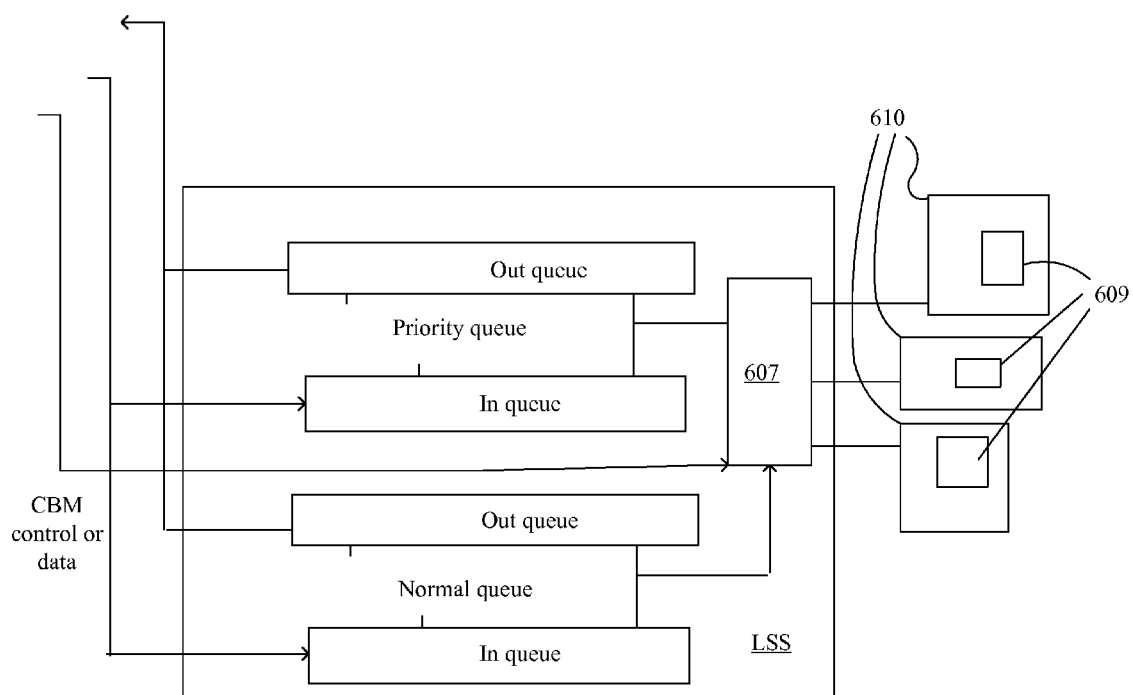 610
Out queue
609
Priority queue
607
In queue
CBM
control or
data
Out queue
Normal queue
In queue
LSS